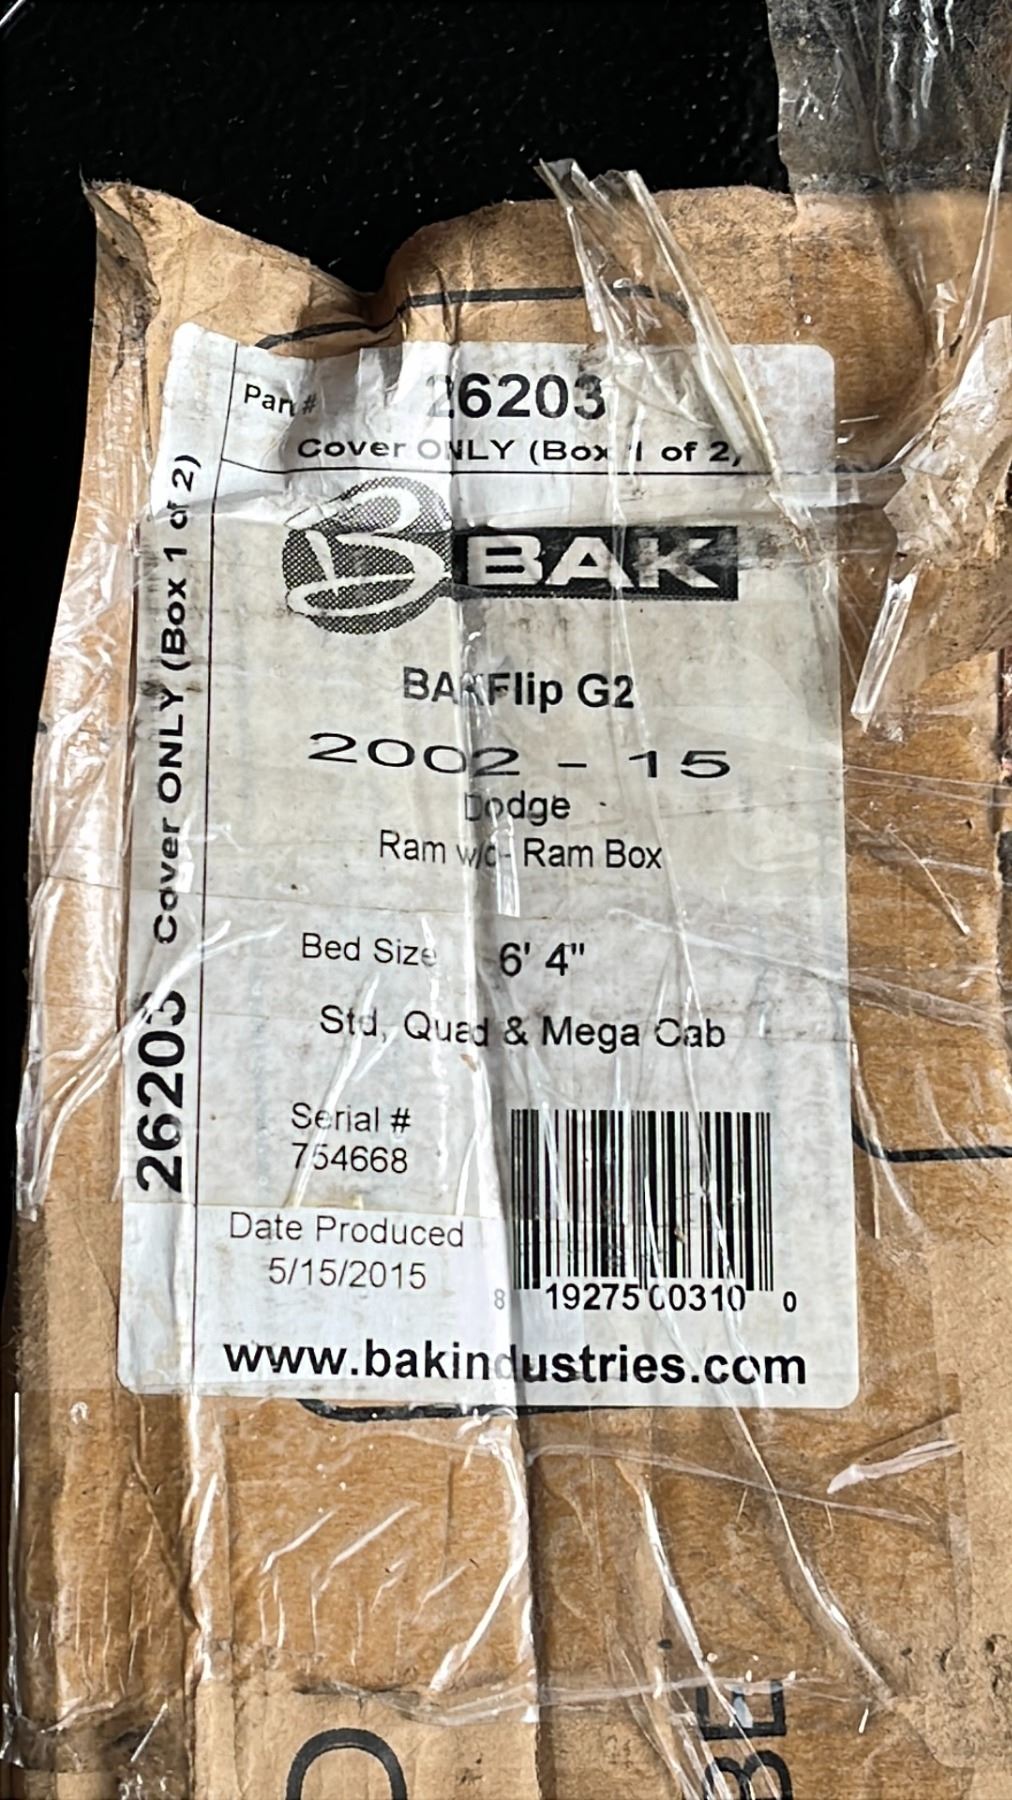 Part # 26203
Cover ONLY (Box 1 of 2)
BAK
BAKFlip G2
2002 - 15
Dodge
Ram w/o- Ram Box
Bed Size 6' 4"
Std, Quad & Mega Cab
Serial #
754668
Date Produced
5/15/2015
8 19275 00310 0
www.bakindustries.com
26203 Cover ONLY (Box 1 of 2)